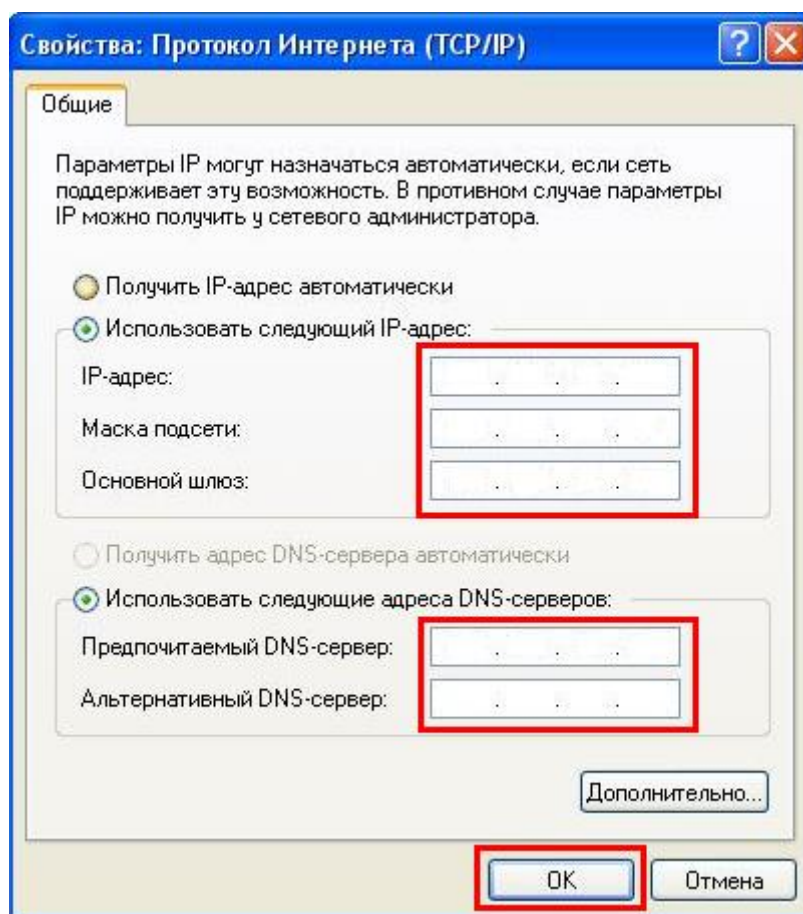 Свойства: Протокол Интернета (TCP/IP)
?
Общие
Параметры IP могут назначаться автоматически, если сеть
поддерживает эту возможность. В противном случае параметры
IP можно получить у сетевого администратора.
Получить IP-адрес автоматически
Использовать следующий IP-адрес:
IP-адрес: . . .
Маска подсети: . . .
Основной шлюз: . . .
Получить адрес DNS-сервера автоматически
Использовать следующие адреса DNS-серверов:
Предпочитаемый DNS-сервер: . . .
Альтернативный DNS-сервер: . . .
Дополнительно...
OK Отмена